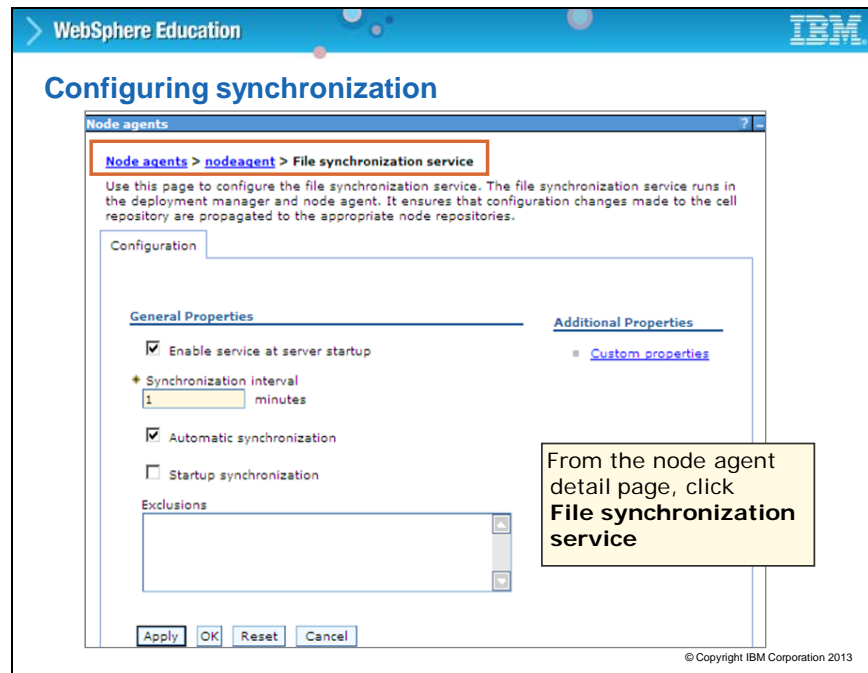 WebSphere Education
IBM
Configuring synchronization
Node agents
? -
Node agents > nodeagent > File synchronization service
Use this page to configure the file synchronization service. The file synchronization service runs in
the deployment manager and node agent. It ensures that configuration changes made to the cell
repository are propagated to the appropriate node repositories.
Configuration
General Properties
Enable service at server startup
* Synchronization interval
1 minutes
Automatic synchronization
Startup synchronization
Exclusions
Apply OK Reset Cancel
Additional Properties
Custom properties
From the node agent
detail page, click
File synchronization
service
© Copyright IBM Corporation 2013